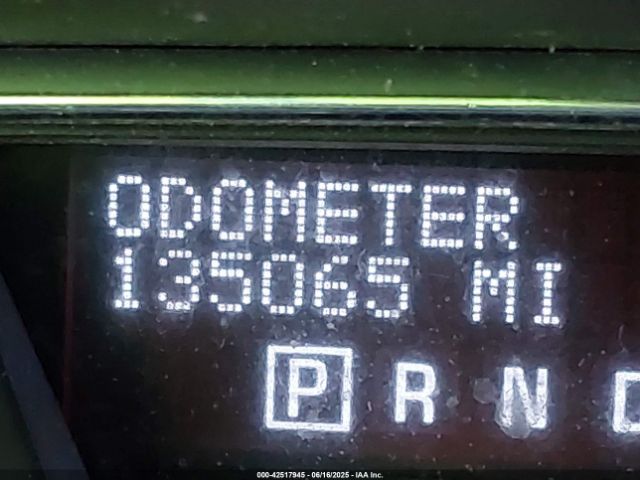 ODOMETER
135065 MI
P R N D
000-42517945 - 06/16/2025 - IAA Inc.